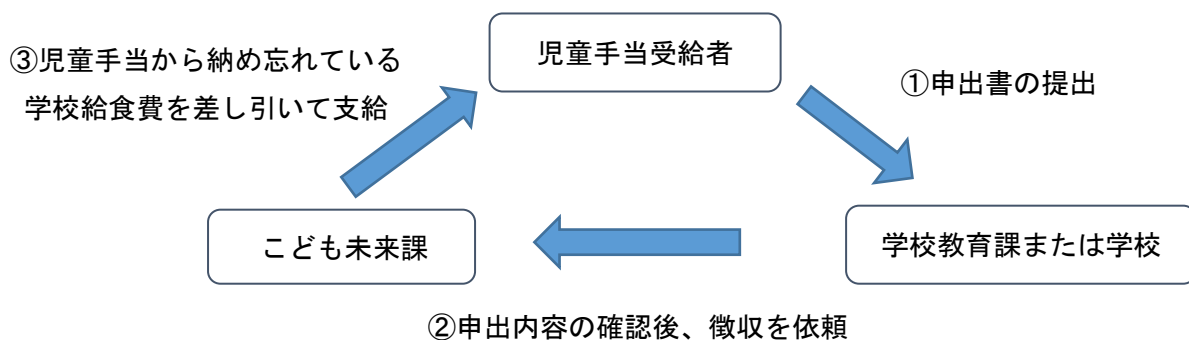 児童手当受給者
③児童手当から納め忘れている
学校給食費を差し引いて支給
①申出書の提出
こども未来課
学校教育課または学校
②申出内容の確認後、徴収を依頼